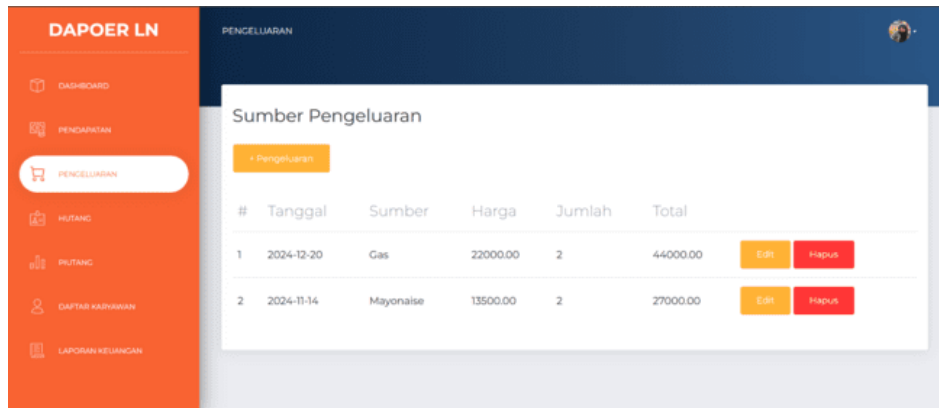 DAPOER LN
PENGELUARAN
DASHBOARD
PENDAPATAN
PENGELUARAN
HUTANG
PIUTANG
DAFTAR KARYAWAN
LAPORAN KEUANGAN
Sumber Pengeluaran
+ Pengeluaran
# Tanggal Sumber Harga Jumlah Total
1 2024-12-20 Gas 22000.00 2 44000.00 Edit Hapus
2 2024-11-14 Mayonaise 13500.00 2 27000.00 Edit Hapus